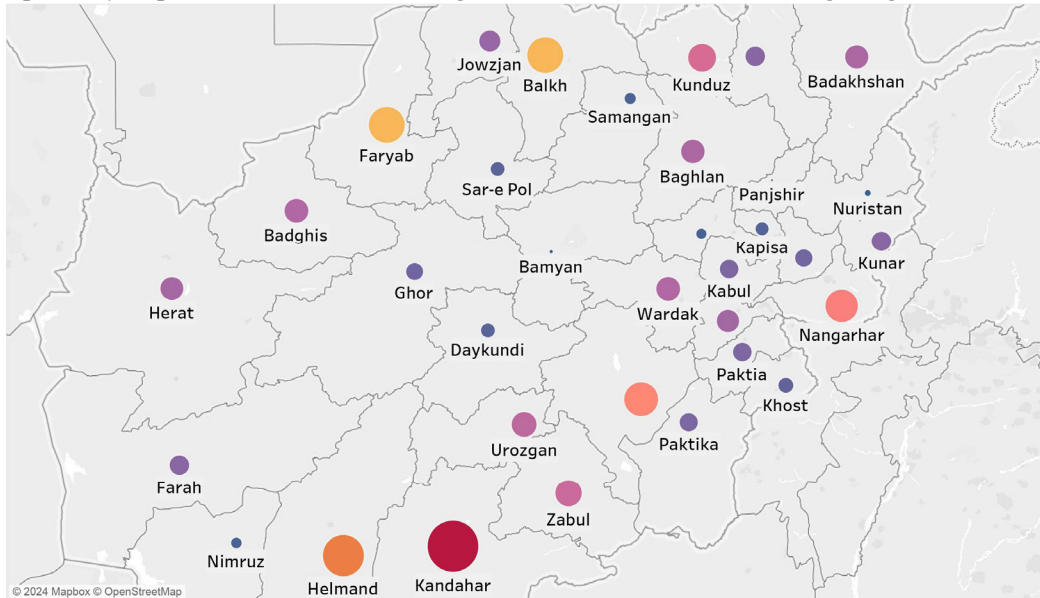 Jowzjan
Balkh
Kunduz
Badakhshan
Samangan
Faryab
Baghlan
Sar-e Pol
Panjshir
Nuristan
Badghis
Kapisa
Kunar
Bamyan
Ghor
Kabul
Herat
Wardak
Nangarhar
Daykundi
Paktia
Khost
Urozgan
Paktika
Farah
Zabul
Nimruz
Helmand
Kandahar
© 2024 Mapbox © OpenStreetMap